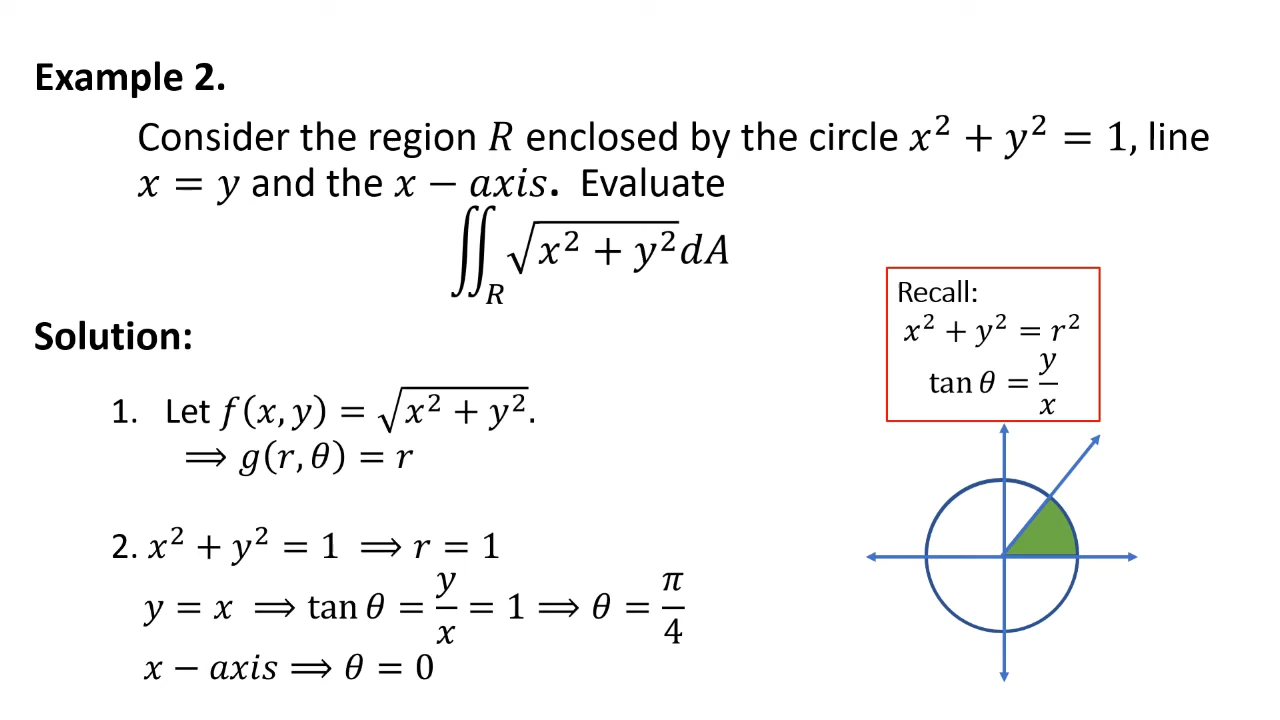 Example 2.
Consider the region R enclosed by the circle x² + y² = 1, line
x = y and the x − axis. Evaluate
∬_R √(x² + y²) dA
Solution:
Recall:
x² + y² = r²
tan θ = y/x
1. Let f(x, y) = √(x² + y²).
⟹ g(r, θ) = r
2. x² + y² = 1 ⟹ r = 1
y = x ⟹ tan θ = y/x = 1 ⟹ θ = π/4
x − axis ⟹ θ = 0